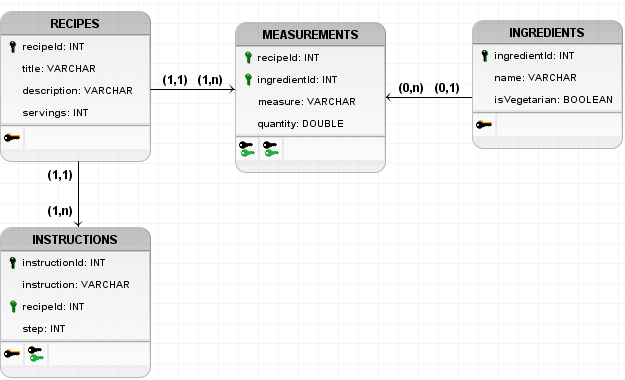 RECIPES
recipeId: INT
title: VARCHAR
description: VARCHAR
servings: INT
(1,1) (1,n)
MEASUREMENTS
recipeId: INT
ingredientId: INT
measure: VARCHAR
quantity: DOUBLE
(0,n) (0,1)
INGREDIENTS
ingredientId: INT
name: VARCHAR
isVegetarian: BOOLEAN
(1,1)
(1,n)
INSTRUCTIONS
instructionId: INT
instruction: VARCHAR
recipeId: INT
step: INT